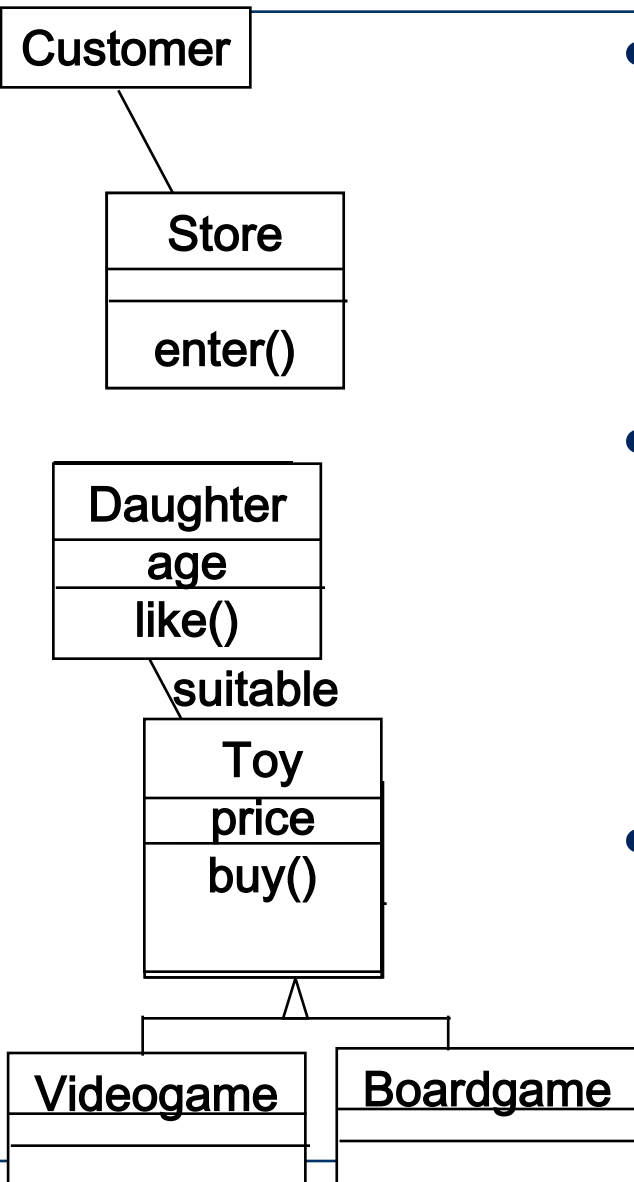 Customer
Store
enter()
Daughter
age
like()
suitable
Toy
price
buy()
Videogame
Boardgame